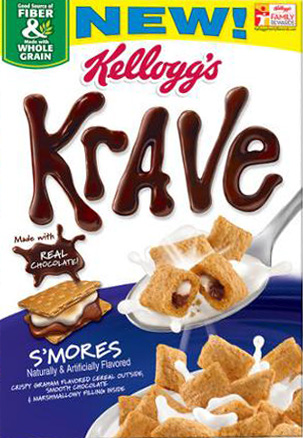 Good Source of
FIBER
&
Made with
WHOLE
GRAIN
NEW!
Kellogg's
FAMILY
REWARDS
Kellogg's
Krave
Made with
REAL
CHOCOLATE!
S'MORES
Naturally & Artificially Flavored
CRISPY GRAHAM FLAVORED CEREAL OUTSIDE,
SMOOTH CHOCOLATE
& MARSHMALLOWY FILLING INSIDE